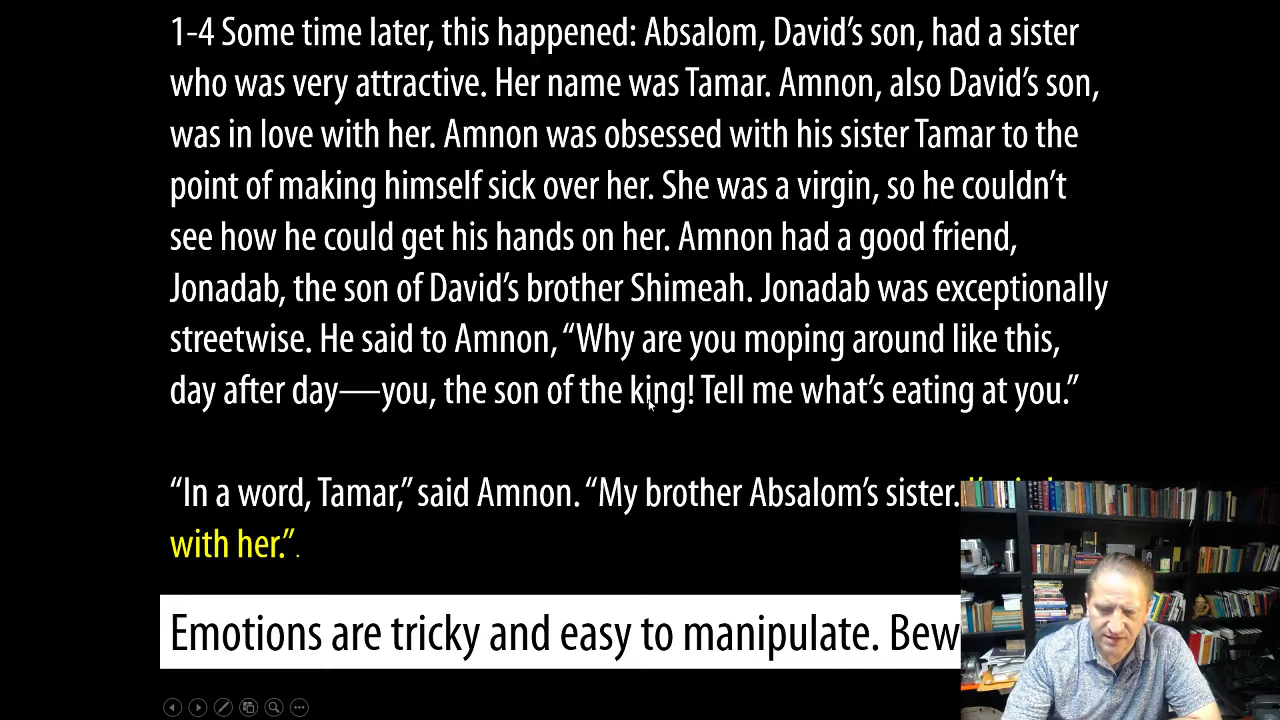 1-4 Some time later, this happened: Absalom, David’s son, had a sister
who was very attractive. Her name was Tamar. Amnon, also David’s son,
was in love with her. Amnon was obsessed with his sister Tamar to the
point of making himself sick over her. She was a virgin, so he couldn’t
see how he could get his hands on her. Amnon had a good friend,
Jonadab, the son of David’s brother Shimeah. Jonadab was exceptionally
streetwise. He said to Amnon, “Why are you moping around like this,
day after day—you, the son of the king! Tell me what’s eating at you.”
“In a word, Tamar,” said Amnon. “My brother Absalom’s sister.
with her.”.
Emotions are tricky and easy to manipulate.